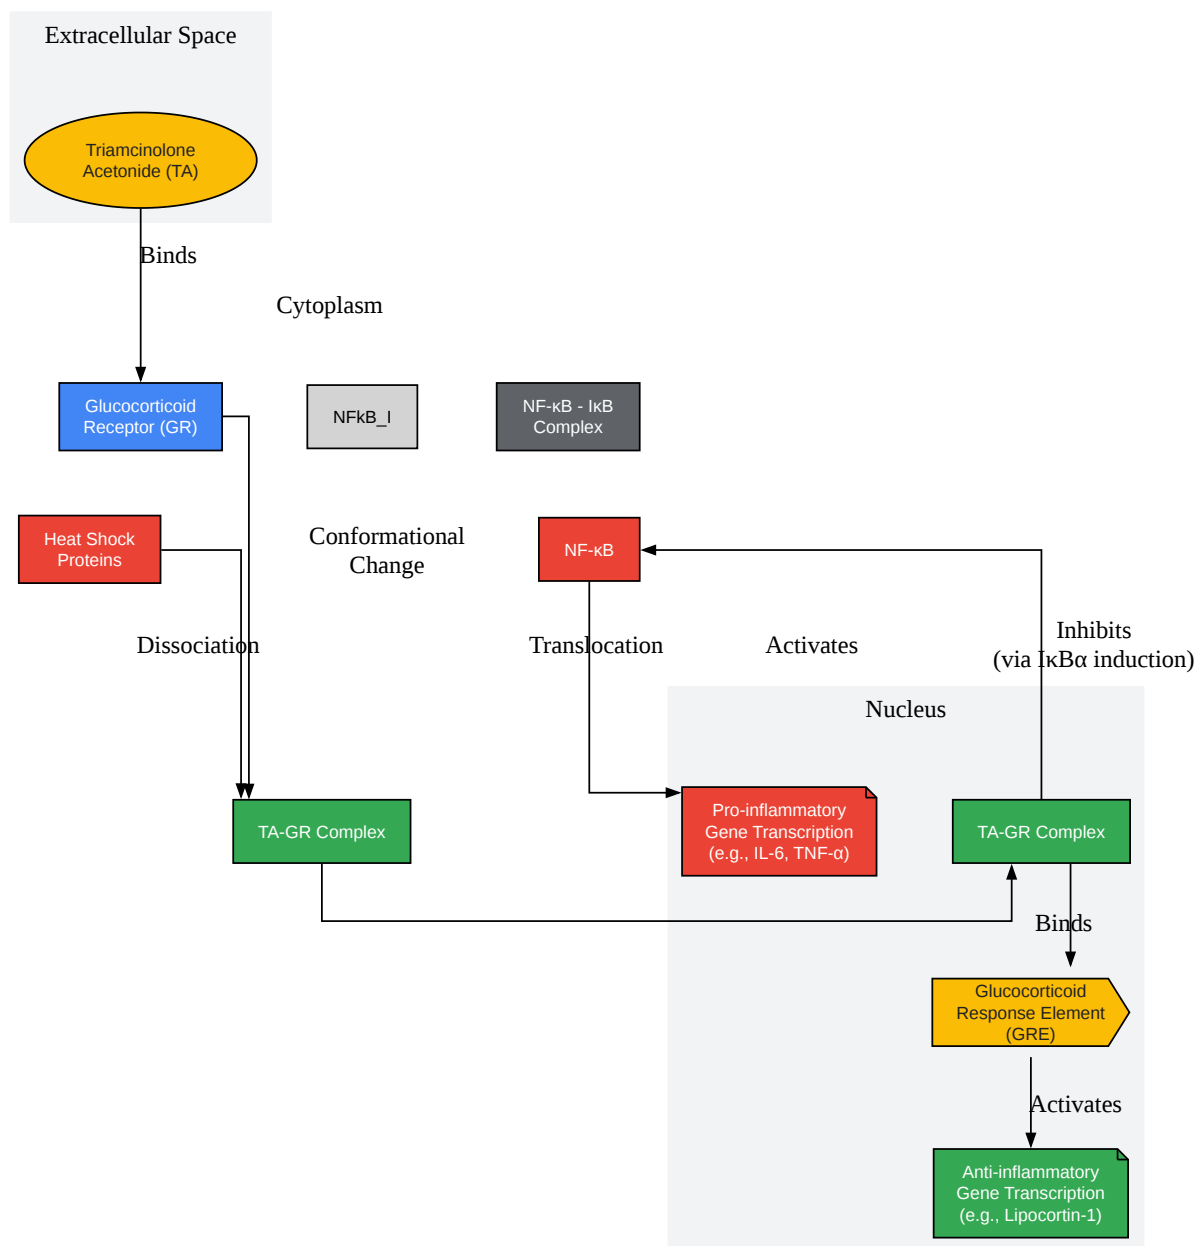 Extracellular Space
Triamcinolone
Acetonide (TA)
Binds
Cytoplasm
Glucocorticoid
Receptor (GR)
NFkB_I
NF-κB - IκB
Complex
Heat Shock
Proteins
Conformational
Change
NF-κB
Dissociation
Translocation
Activates
Inhibits
(via IκBα induction)
Nucleus
TA-GR Complex
Pro-inflammatory
Gene Transcription
(e.g., IL-6, TNF-α)
TA-GR Complex
Binds
Glucocorticoid
Response Element
(GRE)
Activates
Anti-inflammatory
Gene Transcription
(e.g., Lipocortin-1)